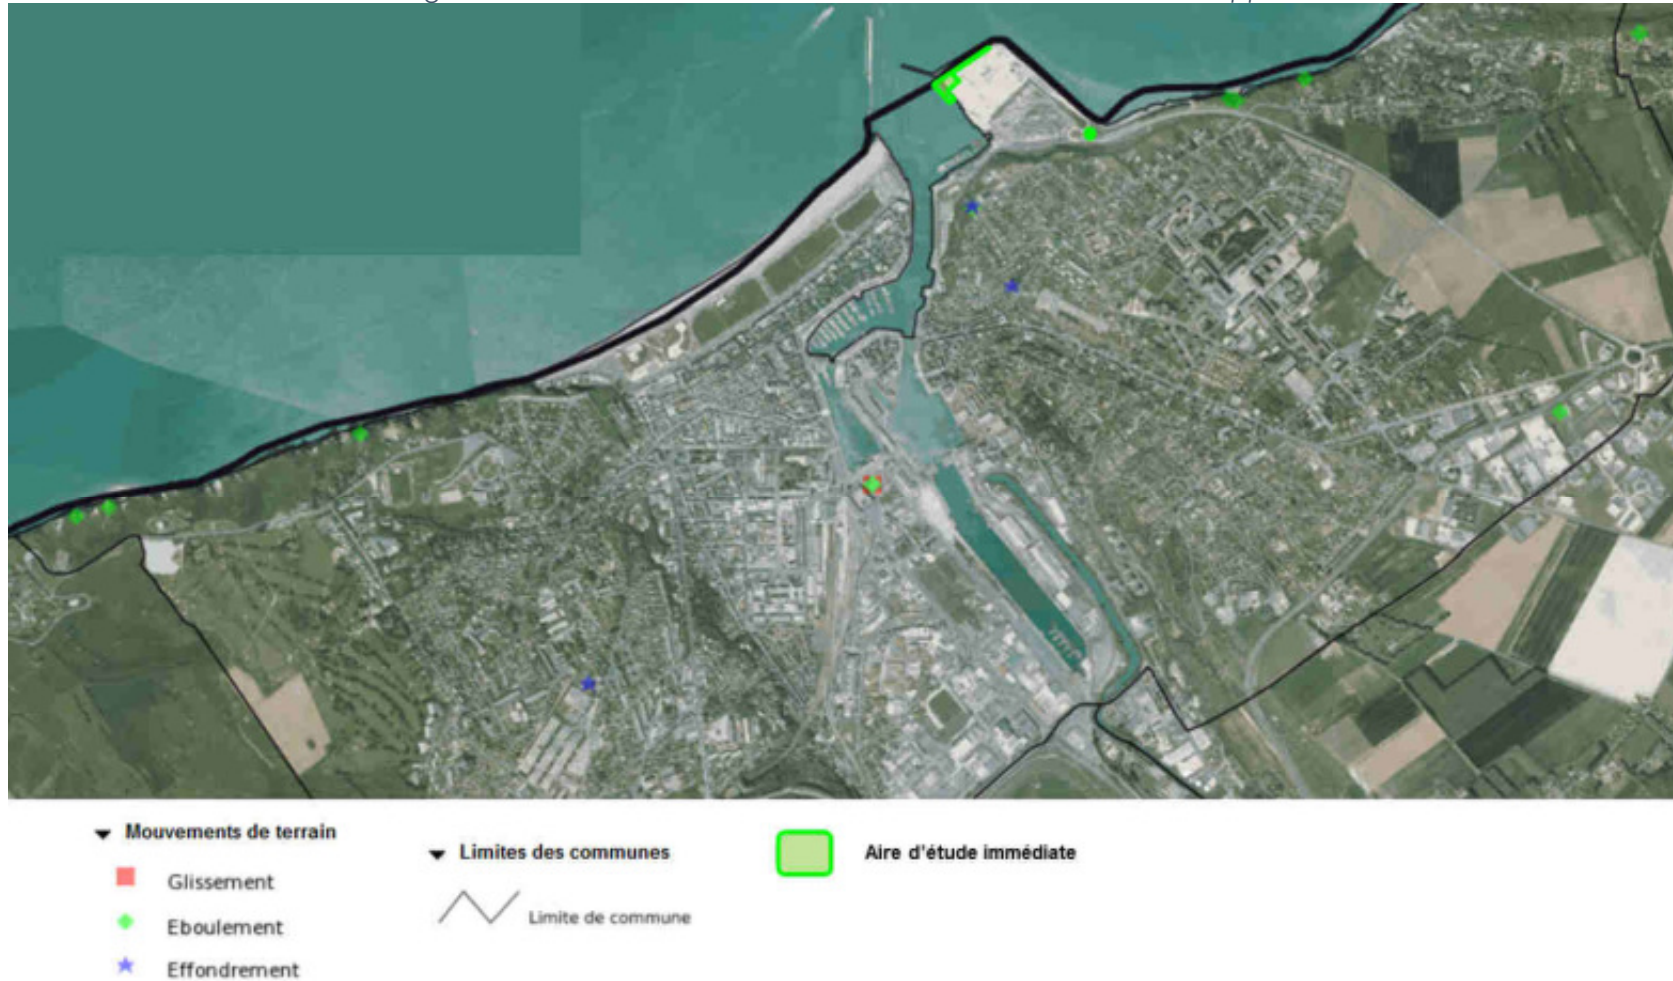 Mouvements de terrain
Glissement
Eboulement
Effondrement
Limites des communes
Limite de commune
Aire d'étude immédiate